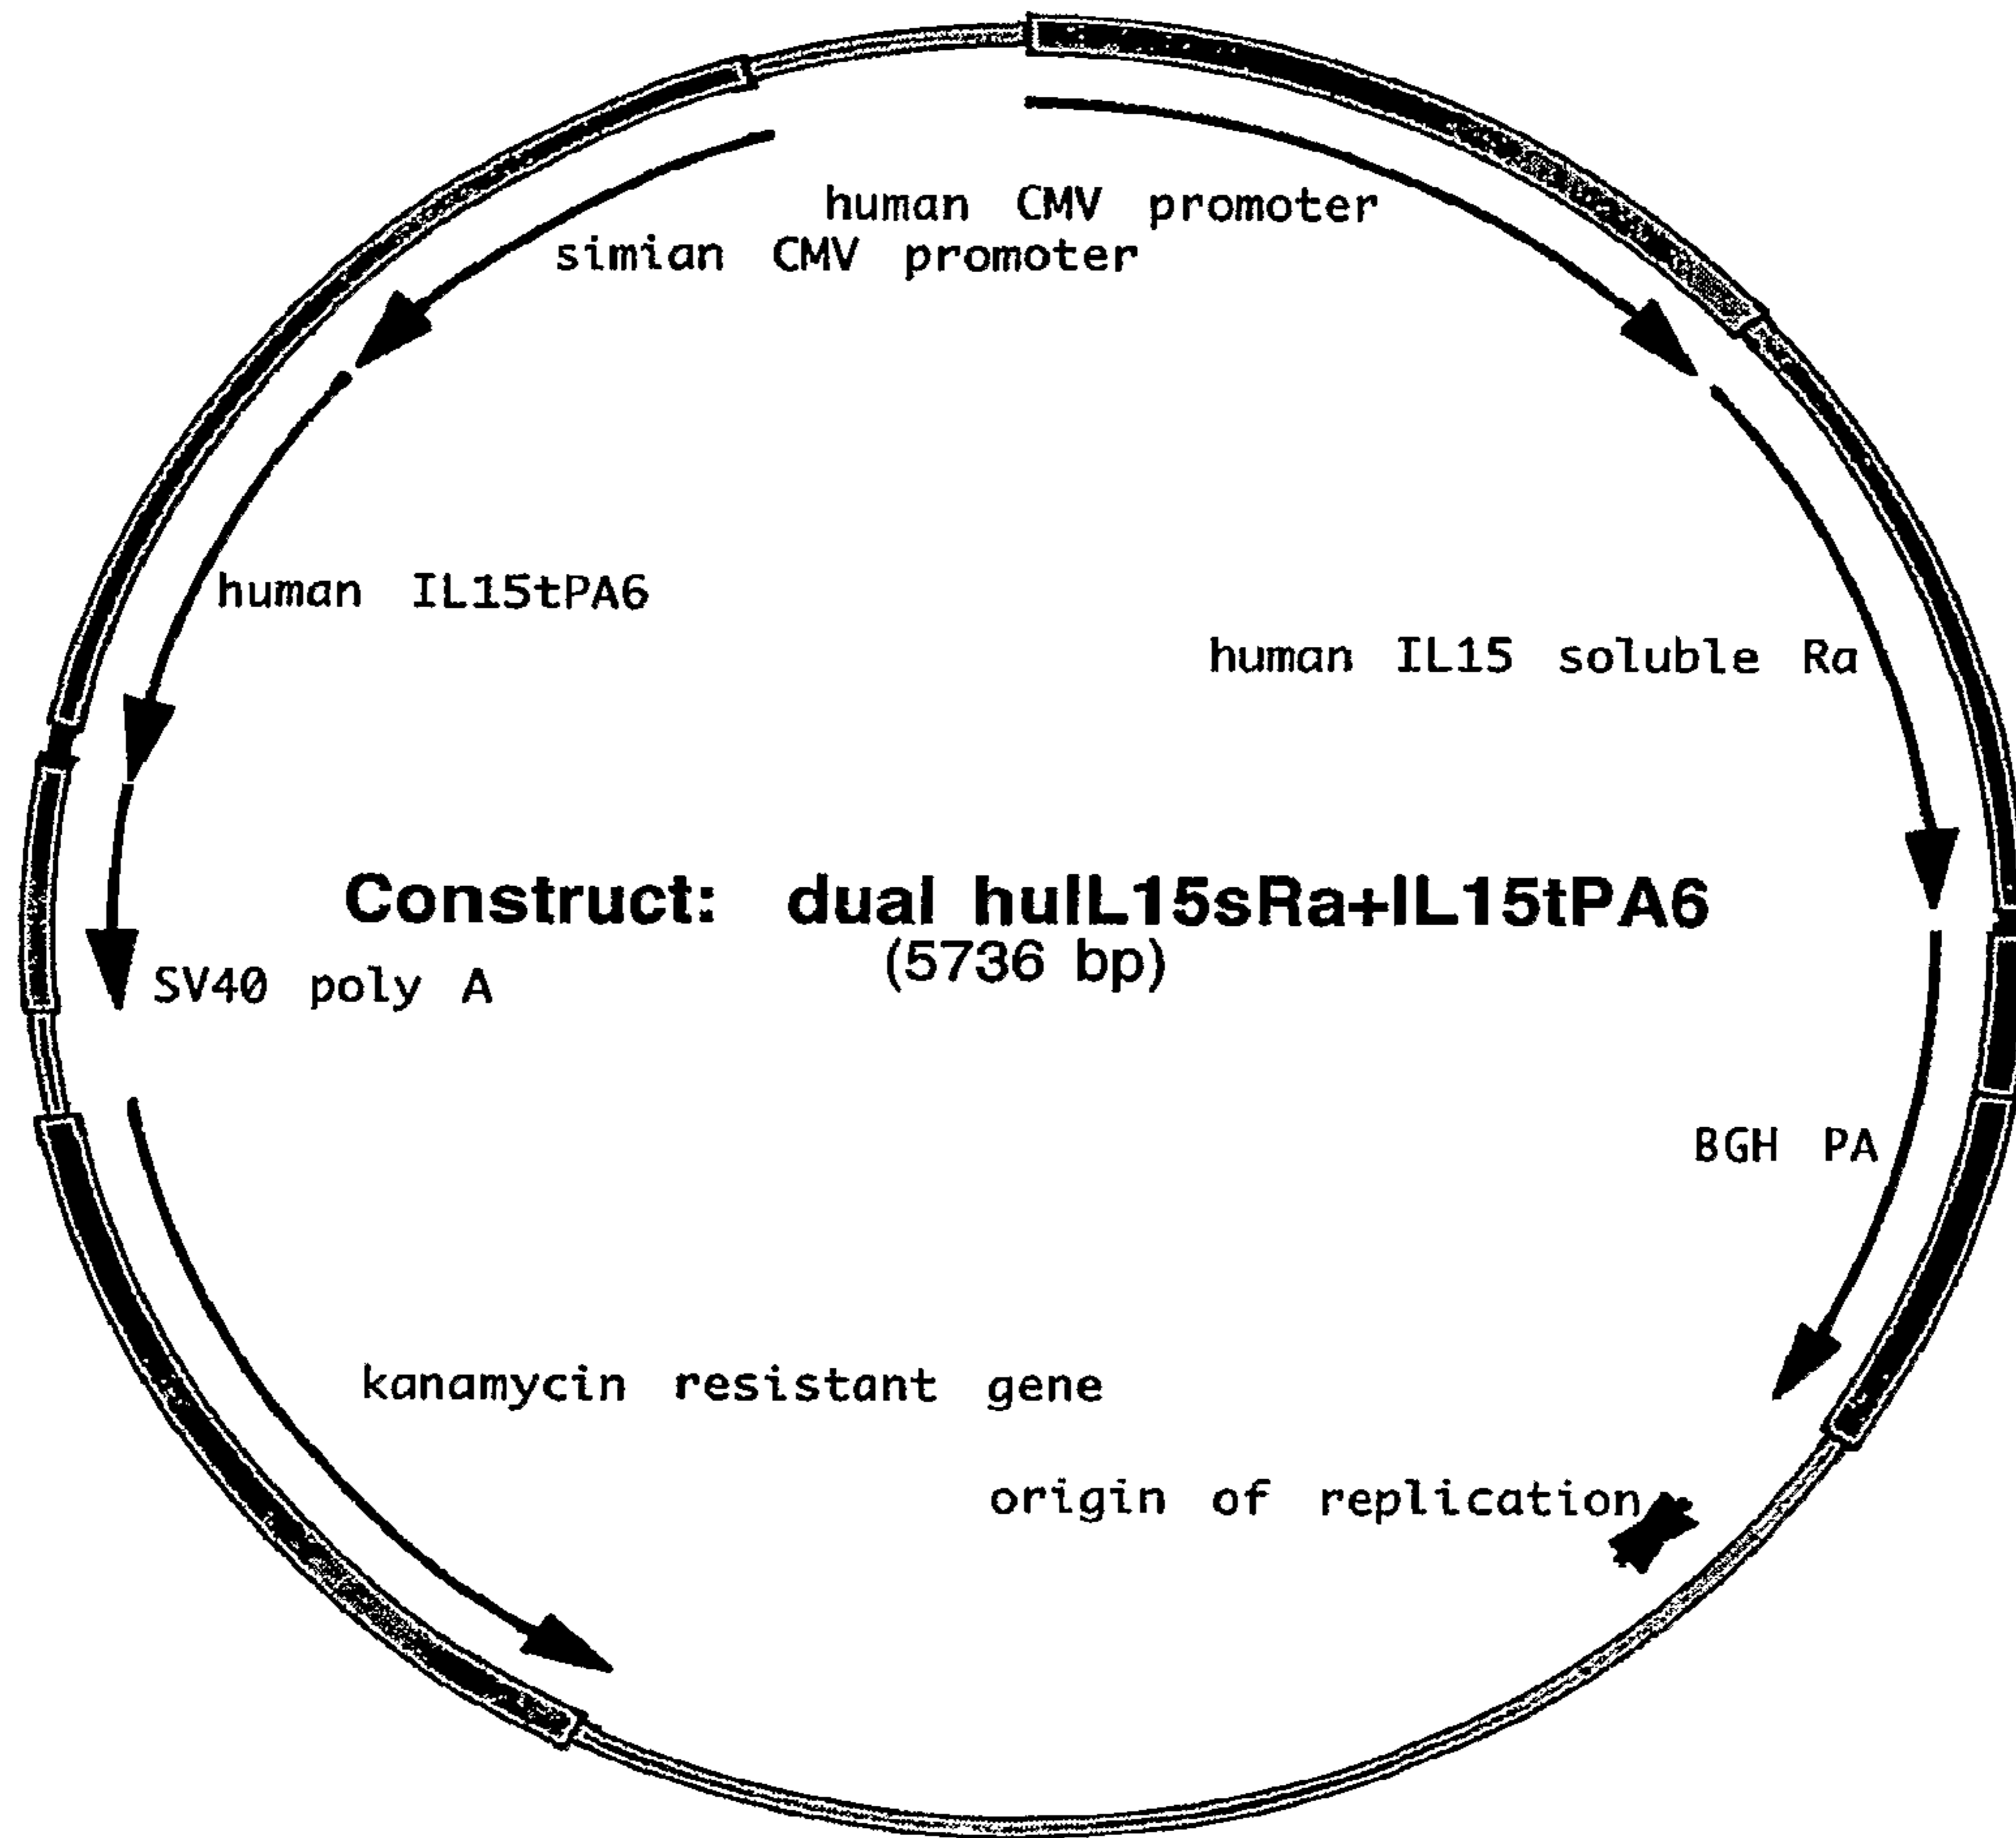 human CMV promoter
simian CMV promoter
human IL15tPA6
human IL15 soluble Ra
Construct: dual huIL15sRa+IL15tPA6
(5736 bp)
SV40 poly A
BGH PA
kanamycin resistant gene
origin of replication